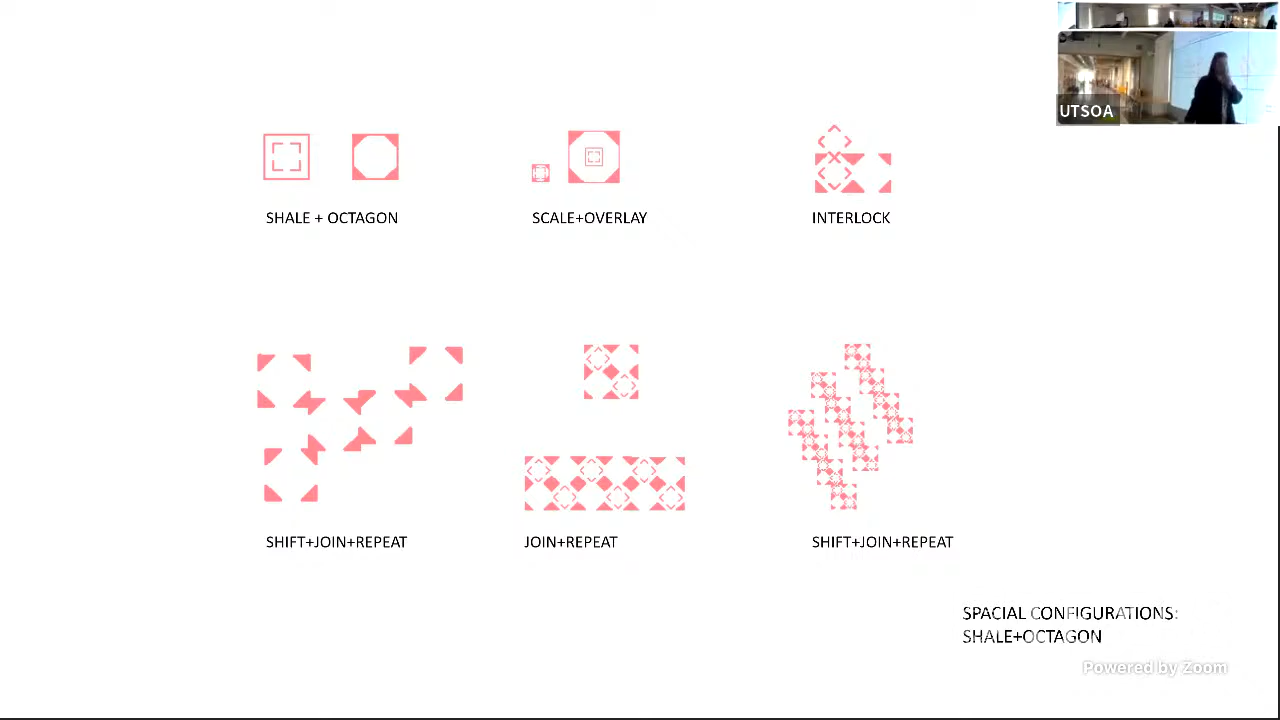 UTSOA
SHALE + OCTAGON
SCALE+OVERLAY
INTERLOCK
SHIFT+JOIN+REPEAT
JOIN+REPEAT
SHIFT+JOIN+REPEAT
SPACIAL CONFIGURATIONS:
SHALE+OCTAGON
Powered by Zoom